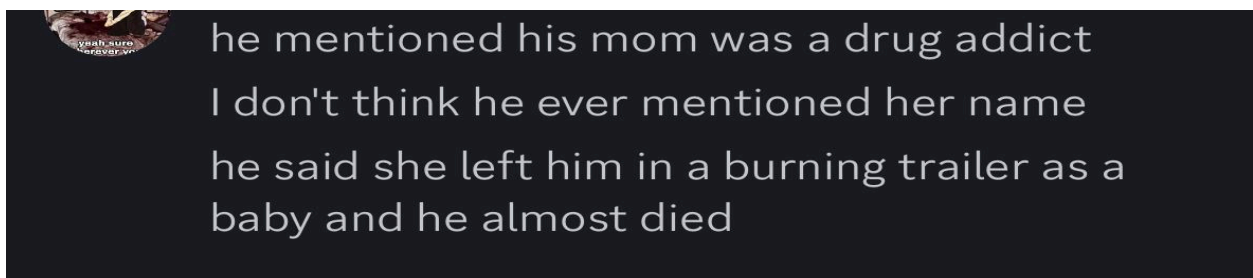 yeah sure
he mentioned his mom was a drug addict
I don't think he ever mentioned her name
he said she left him in a burning trailer as a
baby and he almost died